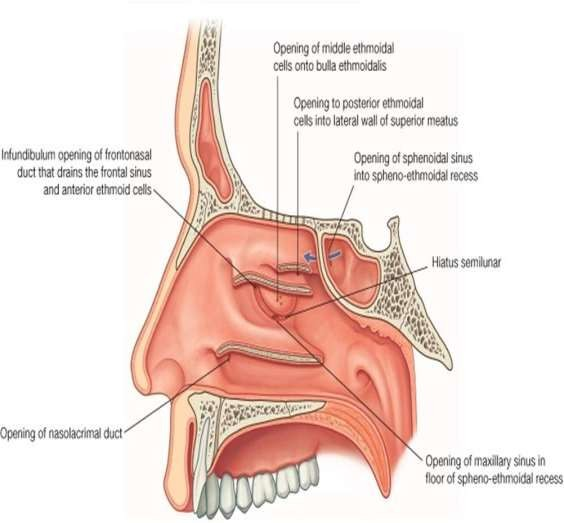 Opening of middle ethmoidal
cells onto bulla ethmoidalis
Opening to posterior ethmoidal
cells into lateral wall of superior meatus
Infundibulum opening of frontonasal
duct that drains the frontal sinus
and anterior ethmoid cells
Opening of sphenoidal sinus
into spheno-ethmoidal recess
Hiatus semilunar
Opening of nasolacrimal duct
Opening of maxillary sinus in
floor of spheno-ethmoidal recess